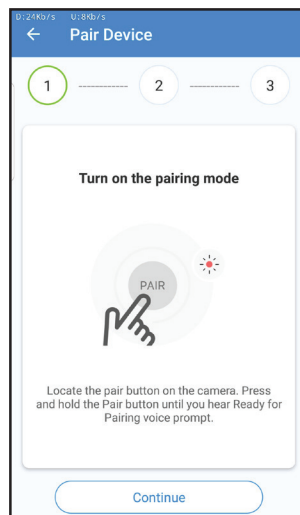 D:24Kb/s U:8Kb/s
← Pair Device
1 2 3
Turn on the pairing mode
PAIR
Locate the pair button on the camera. Press
and hold the Pair button until you hear Ready for
Pairing voice prompt.
Continue